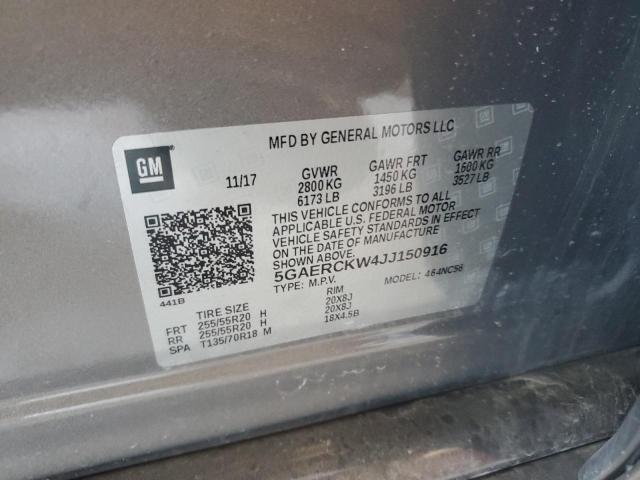 MFD BY GENERAL MOTORS LLC
GM
11/17 GVWR GAWR FRT GAWR RR
2800 KG 1450 KG 1600 KG
6173 LB 3196 LB 3527 LB
THIS VEHICLE CONFORMS TO ALL
APPLICABLE U.S. FEDERAL MOTOR
VEHICLE SAFETY STANDARDS IN EFFECT
ON THE DATE OF MANUFACTURE
SHOWN ABOVE.
5GAERCKW4JJ150916
TYPE: M.P.V. MODEL: 464NC56
441B
TIRE SIZE RIM
FRT 255/55R20 H 20X8J
RR 255/55R20 H 20X8J
SPA T135/70R18 M 18X4.5B